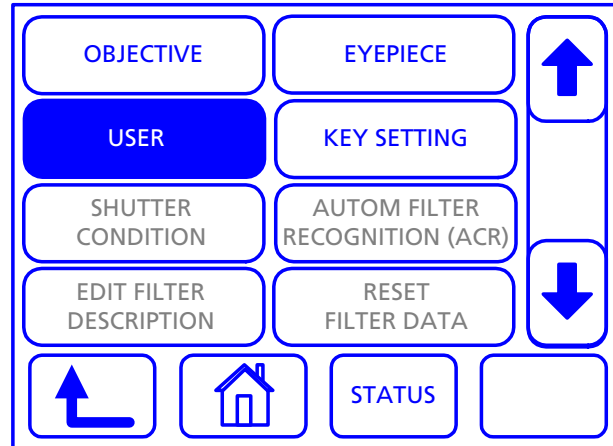 OBJECTIVE
EYEPIECE
USER
KEY SETTING
SHUTTER
CONDITION
AUTOM FILTER
RECOGNITION (ACR)
EDIT FILTER
DESCRIPTION
RESET
FILTER DATA
STATUS